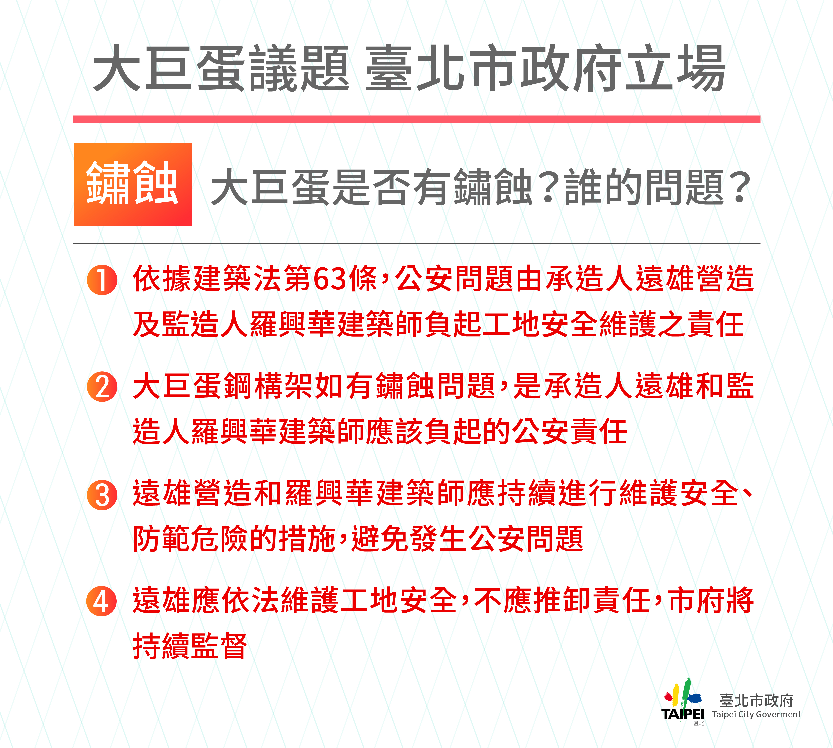 大巨蛋議題 臺北市政府立場
鏽蝕
大巨蛋是否有鏽蝕?誰的問題?
1 依據建築法第63條,公安問題由承造人遠雄營造
及監造人羅興華建築師負起工地安全維護之責任
2 大巨蛋鋼構架如有鏽蝕問題,是承造人遠雄和監
造人羅興華建築師應該負起的公安責任
3 遠雄營造和羅興華建築師應持續進行維護安全、
防範危險的措施,避免發生公安問題
4 遠雄應依法維護工地安全,不應推卸責任,市府將
持續監督
TAIPEI
臺北市政府
Taipei City Goverment